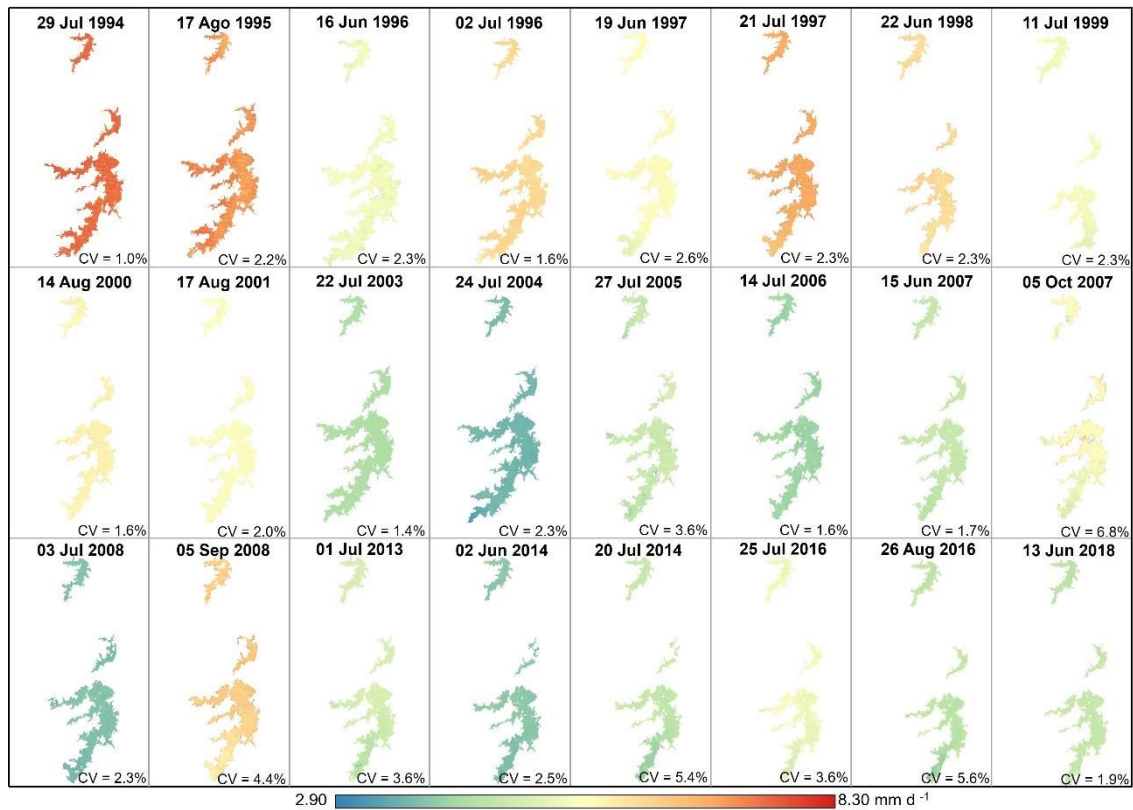 29 Jul 1994 17 Ago 1995 16 Jun 1996 02 Jul 1996 19 Jun 1997 21 Jul 1997 22 Jun 1998 11 Jul 1999
CV = 1.0% CV = 2.2% CV = 2.3% CV = 1.6% CV = 2.6% CV = 2.3% CV = 2.3% CV = 2.3%
14 Aug 2000 17 Aug 2001 22 Jul 2003 24 Jul 2004 27 Jul 2005 14 Jul 2006 15 Jun 2007 05 Oct 2007
CV = 1.6% CV = 2.0% CV = 1.4% CV = 2.3% CV = 3.6% CV = 1.6% CV = 1.7% CV = 6.8%
03 Jul 2008 05 Sep 2008 01 Jul 2013 02 Jun 2014 20 Jul 2014 25 Jul 2016 26 Aug 2016 13 Jun 2018
CV = 2.3% CV = 4.4% CV = 3.6% CV = 2.5% CV = 5.4% CV = 3.6% CV = 5.6% CV = 1.9%
2.90 8.30 mm d -1